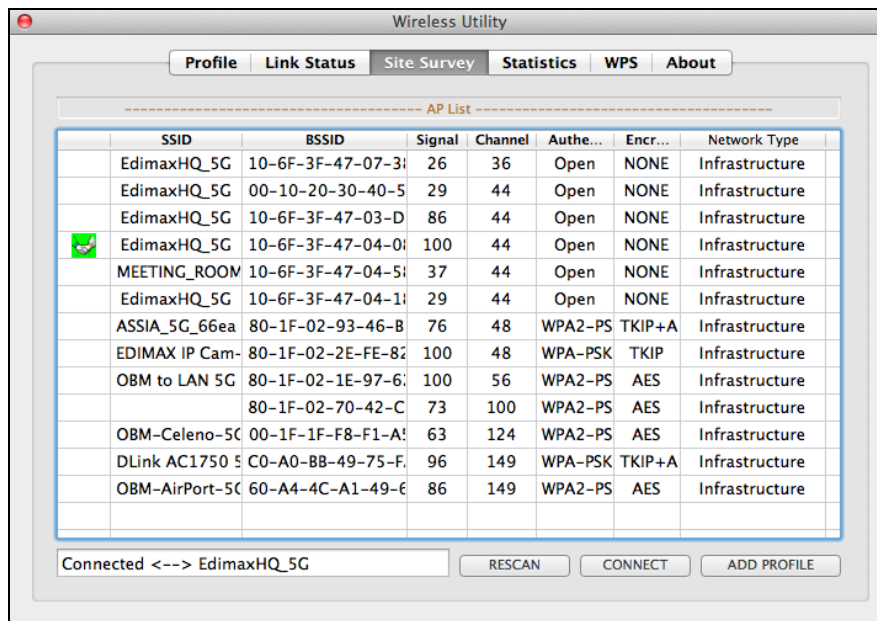 Wireless Utility
Profile Link Status Site Survey Statistics WPS About
------------------------------------ AP List ------------------------------------
SSID BSSID Signal Channel Authe... Encr... Network Type
EdimaxHQ_5G 10-6F-3F-47-07-38 26 36 Open NONE Infrastructure
EdimaxHQ_5G 00-10-20-30-40-5 29 44 Open NONE Infrastructure
EdimaxHQ_5G 10-6F-3F-47-03-D 86 44 Open NONE Infrastructure
EdimaxHQ_5G 10-6F-3F-47-04-08 100 44 Open NONE Infrastructure
MEETING_ROOM 10-6F-3F-47-04-58 37 44 Open NONE Infrastructure
EdimaxHQ_5G 10-6F-3F-47-04-18 29 44 Open NONE Infrastructure
ASSIA_5G_66ea 80-1F-02-93-46-B 76 48 WPA2-PS TKIP+A Infrastructure
EDIMAX IP Cam- 80-1F-02-2E-FE-82 100 48 WPA-PSK TKIP Infrastructure
OBM to LAN 5G 80-1F-02-1E-97-6 100 56 WPA2-PS AES Infrastructure
80-1F-02-70-42-C 73 100 WPA2-PS AES Infrastructure
OBM-Celeno-5G 00-1F-1F-F8-F1-A 63 124 WPA2-PS AES Infrastructure
DLink AC1750 5 C0-A0-BB-49-75-F 96 149 WPA-PSK TKIP+A Infrastructure
OBM-AirPort-5G 60-A4-4C-A1-49-6 86 149 WPA2-PS AES Infrastructure
Connected <--> EdimaxHQ_5G RESCAN CONNECT ADD PROFILE